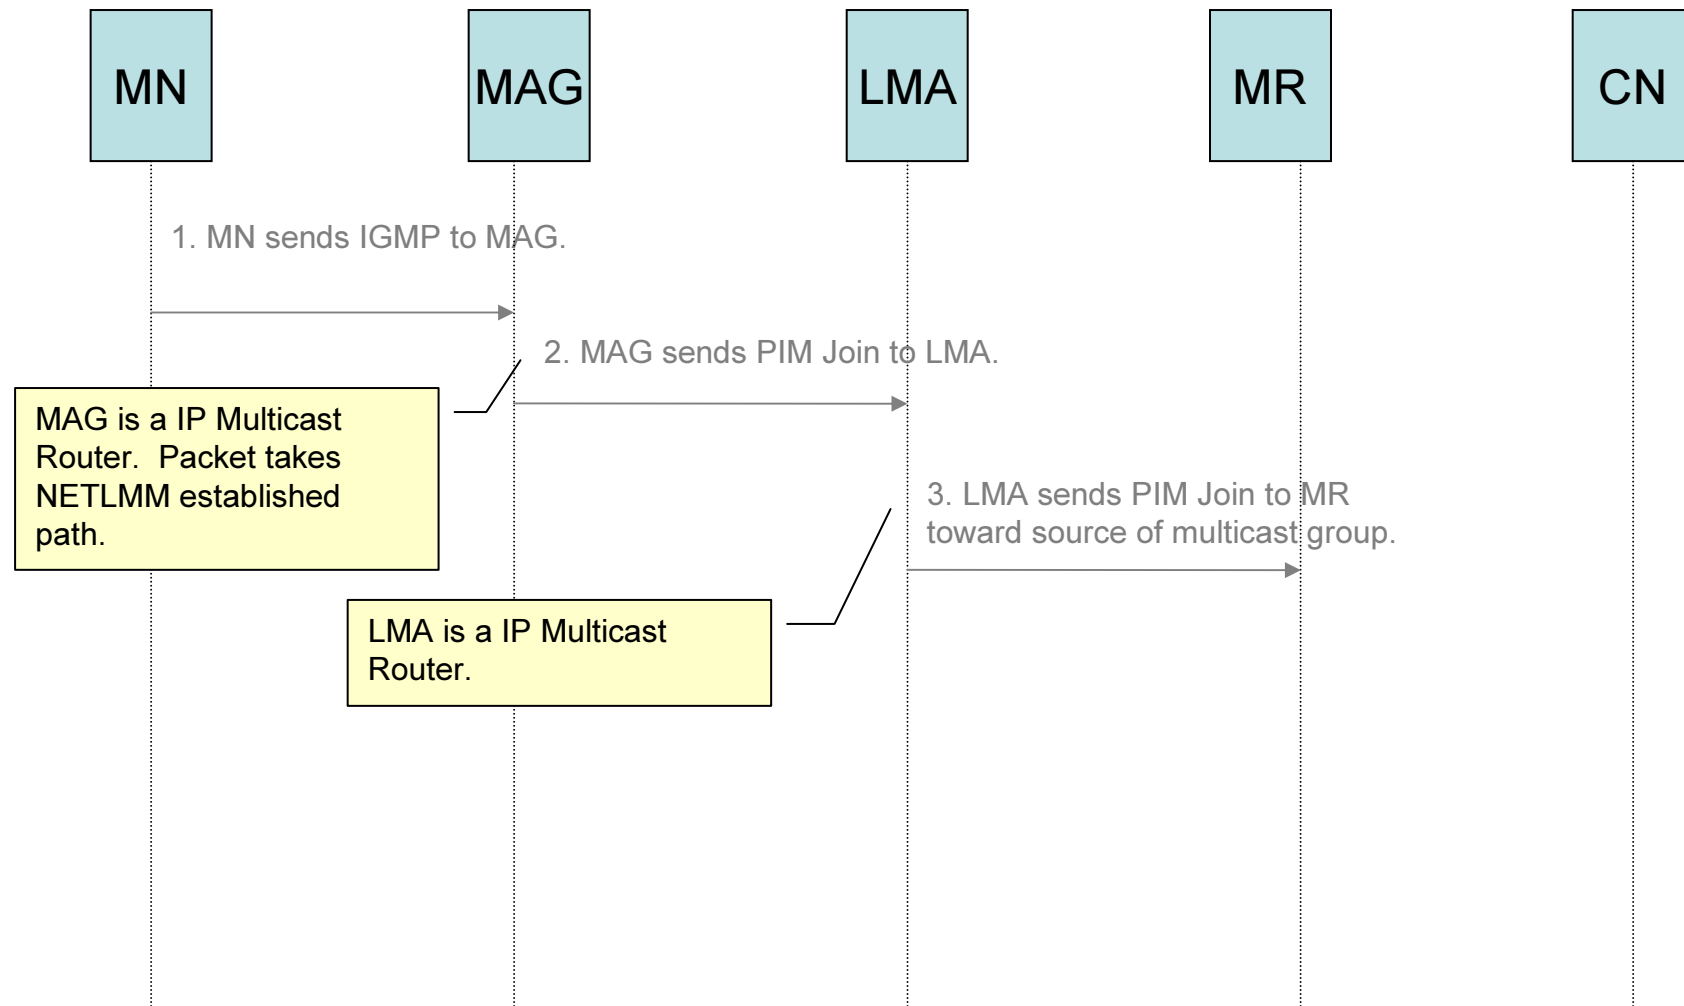 MN
MAG
LMA
MR
CN
1. MN sends IGMP to MAG.
2. MAG sends PIM Join to LMA.
MAG is a IP Multicast
Router.  Packet takes
NETLMM established
path.
3. LMA sends PIM Join to MR
toward source of multicast group.
LMA is a IP Multicast
Router.